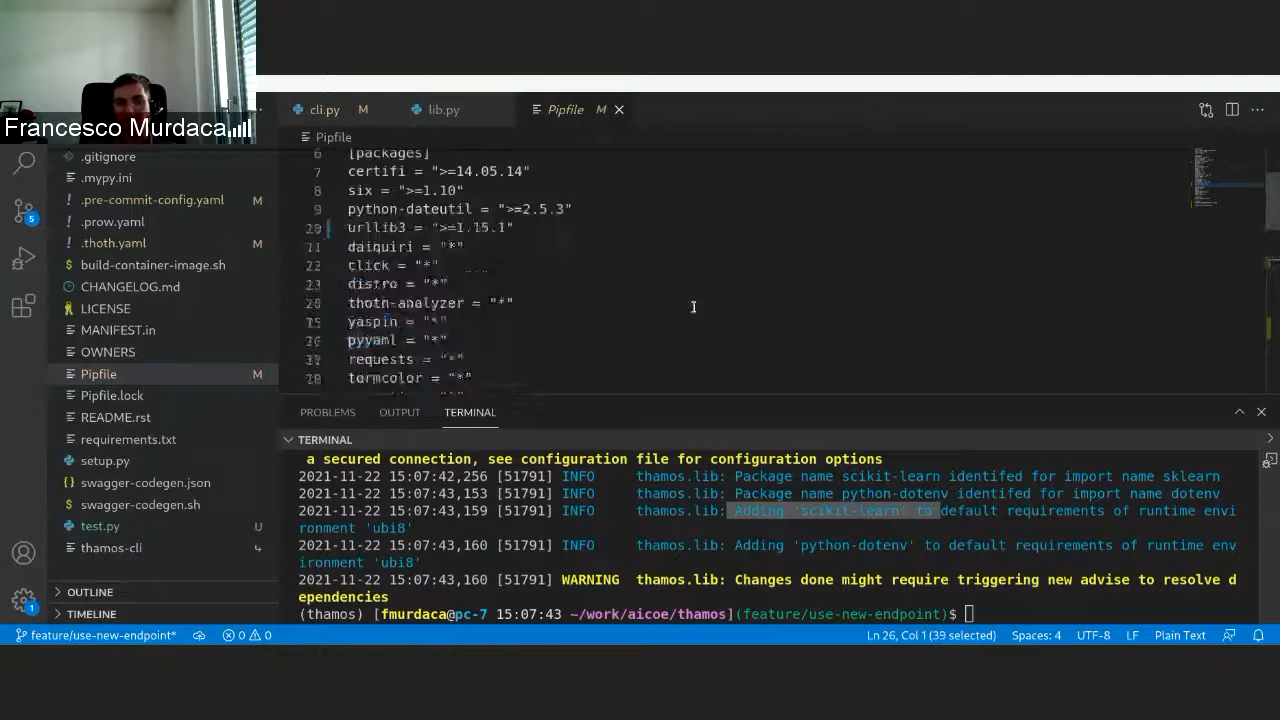 Francesco Murdaca
cli.py M
lib.py
Pipfile M
Pipfile
.gitignore
.mypy.ini
.pre-commit-config.yaml M
.prow.yaml
.thoth.yaml M
build-container-image.sh
CHANGELOG.md
LICENSE
MANIFEST.in
OWNERS
Pipfile M
Pipfile.lock
README.rst
requirements.txt
setup.py
swagger-codegen.json
swagger-codegen.sh
test.py U
thamos-cli
OUTLINE
TIMELINE
5
1
6 [packages]
7 certifi = ">=14.05.14"
8 six = ">=1.10"
9 python-dateutil = ">=2.5.3"
urllib3 = ">=1.15.1"
daiquiri = "*"
click = "*"
distro = "*"
thoth-analyzer = "*"
yaspin = "*"
pyyaml = "*"
requests = "*"
termcolor = "*"
PROBLEMS OUTPUT TERMINAL
TERMINAL
a secured connection, see configuration file for configuration options
2021-11-22 15:07:42,256 [51791] INFO thamos.lib: Package name scikit-learn identifed for import name sklearn
2021-11-22 15:07:43,153 [51791] INFO thamos.lib: Package name python-dotenv identifed for import name dotenv
2021-11-22 15:07:43,159 [51791] INFO thamos.lib: Adding 'scikit-learn' to default requirements of runtime envi
ronment 'ubi8'
2021-11-22 15:07:43,160 [51791] INFO thamos.lib: Adding 'python-dotenv' to default requirements of runtime env
ironment 'ubi8'
2021-11-22 15:07:43,160 [51791] WARNING thamos.lib: Changes done might require triggering new advise to resolve d
ependencies
(thamos) [fmurdaca@pc-7 15:07:43 ~/work/aicoe/thamos](feature/use-new-endpoint)$
feature/use-new-endpoint* 0 0 Ln 26, Col 1 (39 selected) Spaces: 4 UTF-8 LF Plain Text